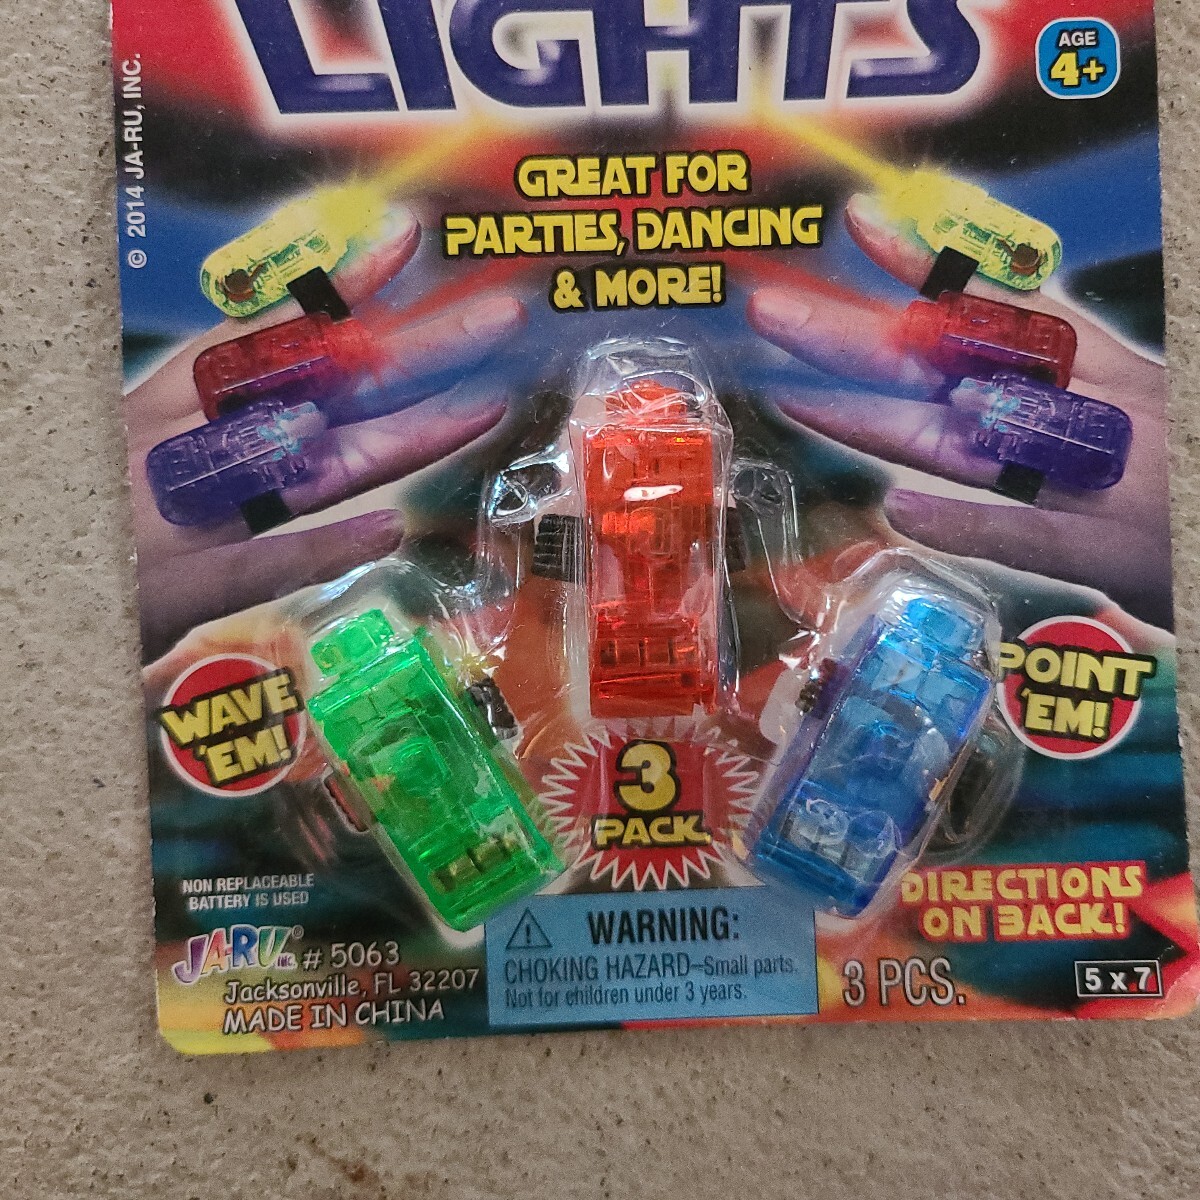 LIGHTS
AGE
4+
© 2014 JA-RU, INC.
GREAT FOR
PARTIES, DANCING
& MORE!
WAVE
'EM!
POINT
'EM!
3
PACK
NON REPLACEABLE
BATTERY IS USED
DIRECTIONS
ON BACK!
JA-RU® INC. # 5063
Jacksonville, FL 32207
MADE IN CHINA
WARNING:
CHOKING HAZARD–Small parts.
Not for children under 3 years.
3 PCS.
5 x 7